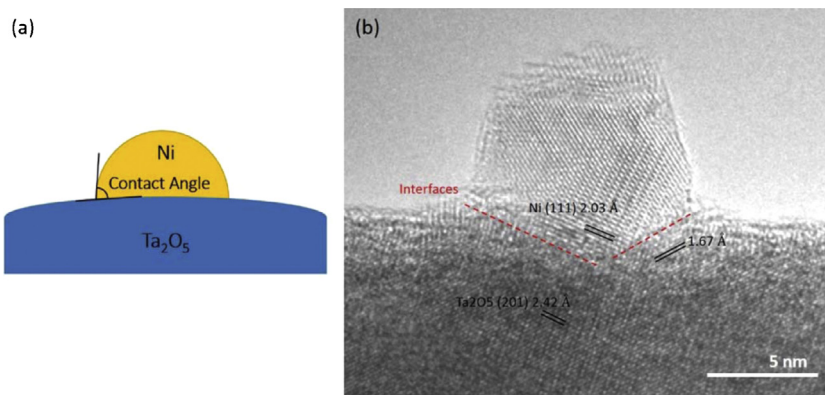 (a)
Ni
Contact Angle
Ta₂O₅
(b)
Interfaces
Ni (111) 2.03 Å
1.67 Å
Ta2O5 (201) 2.42 Å
5 nm